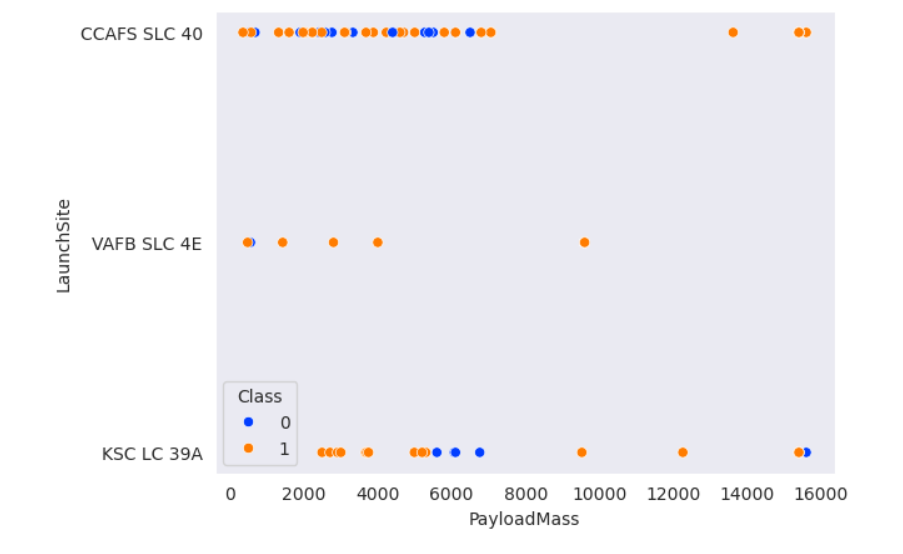 CCAFS SLC 40
VAFB SLC 4E
KSC LC 39A
LaunchSite
Class
0
1
0 2000 4000 6000 8000 10000 12000 14000 16000
PayloadMass